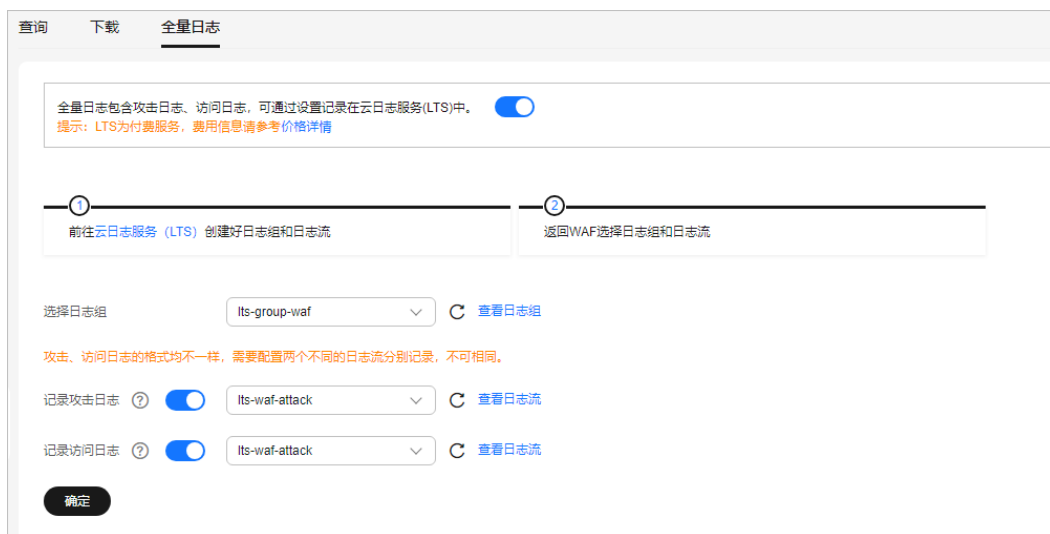 查询 下载 全量日志
全量日志包含攻击日志、访问日志，可通过设置记录在云日志服务(LTS)中。
提示：LTS为付费服务，费用信息请参考价格详情
1 2
前往云日志服务（LTS）创建好日志组和日志流 返回WAF选择日志组和日志流
选择日志组 lts-group-waf 查看日志组
攻击、访问日志的格式均不一样，需要配置两个不同的日志流分别记录，不可相同。
记录攻击日志 ? lts-waf-attack 查看日志流
记录访问日志 ? lts-waf-attack 查看日志流
确定